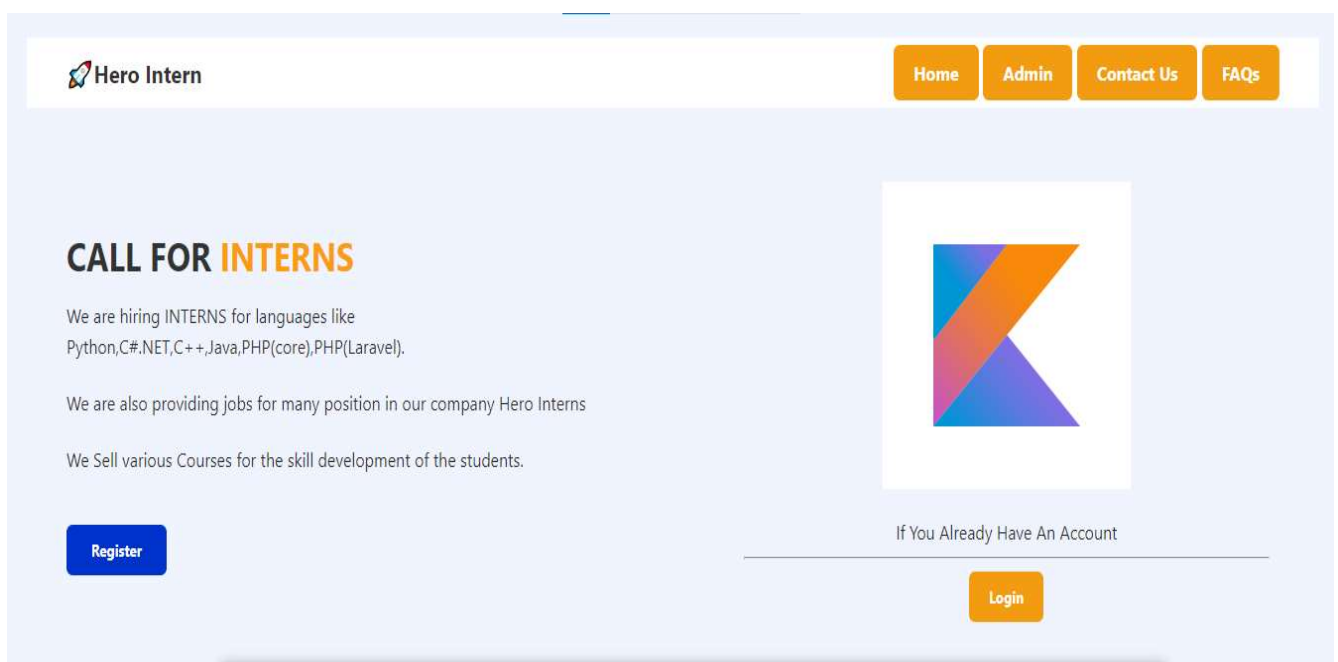 Hero Intern
Home
Admin
Contact Us
FAQs
CALL FOR INTERNS
We are hiring INTERNS for languages like
Python,C#.NET,C++,Java,PHP(core),PHP(Laravel).
We are also providing jobs for many position in our company Hero Interns
We Sell various Courses for the skill development of the students.
Register
If You Already Have An Account
Login